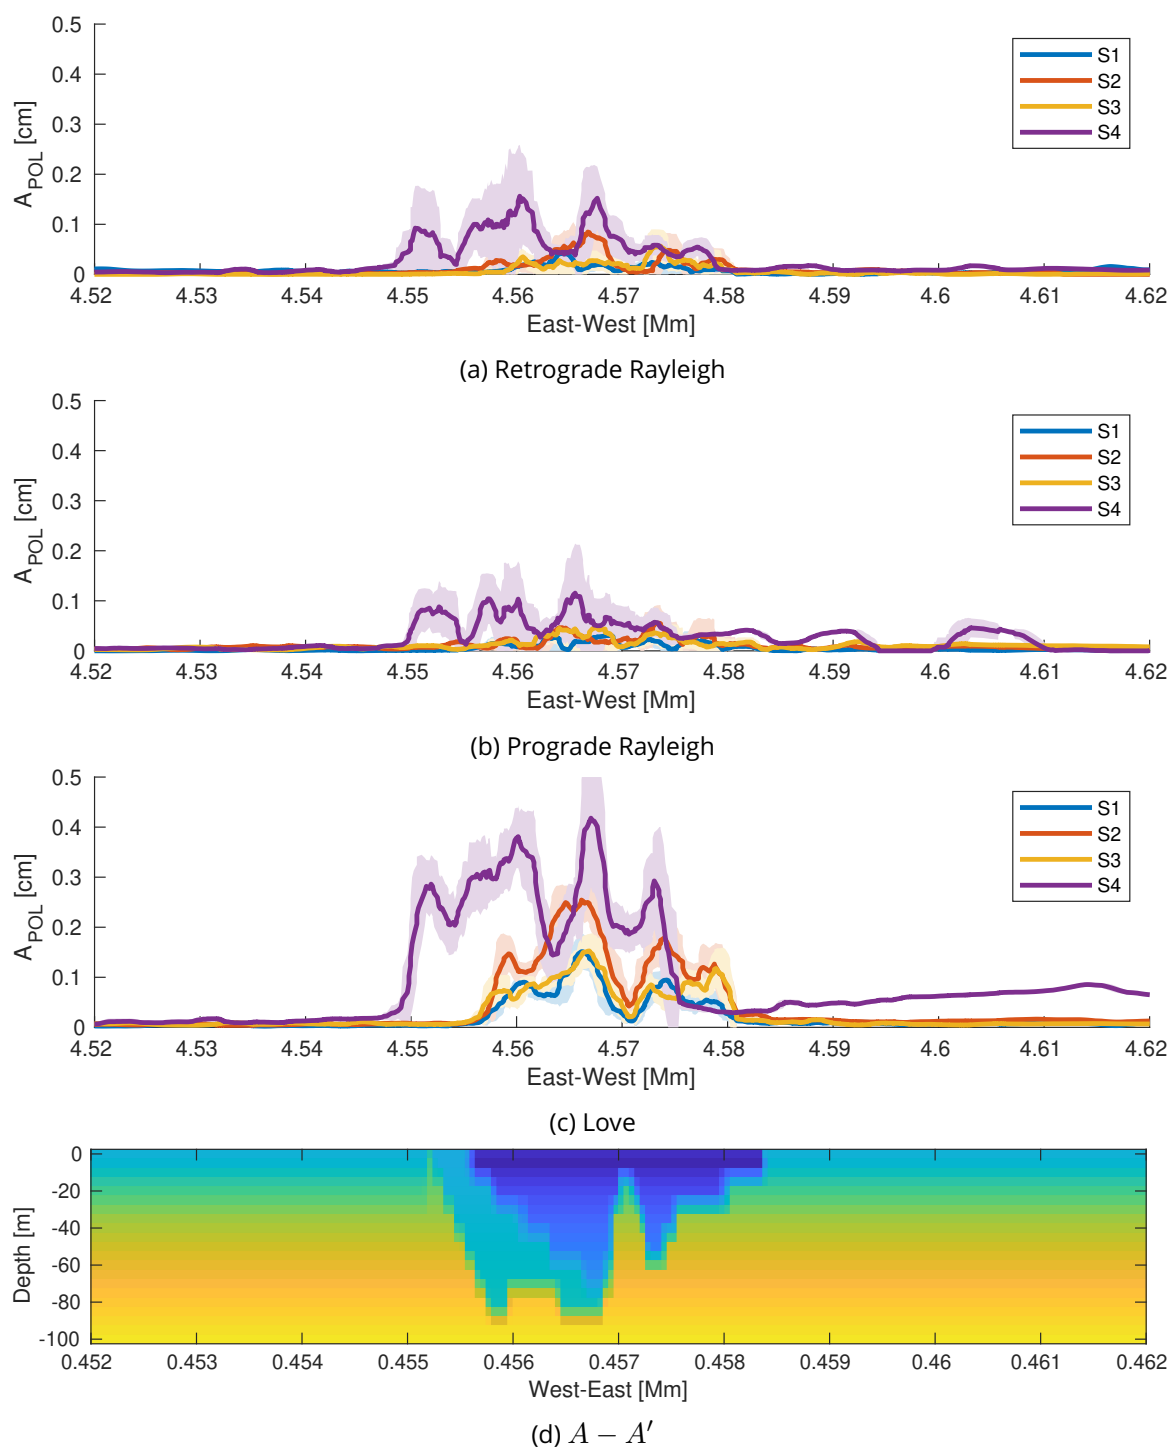 0.5
0.4
0.3
0.2
0.1
0
A_POL [cm]
S1
S2
S3
S4
4.52 4.53 4.54 4.55 4.56 4.57 4.58 4.59 4.6 4.61 4.62
East-West [Mm]
(a) Retrograde Rayleigh
0.5
0.4
0.3
0.2
0.1
0
A_POL [cm]
S1
S2
S3
S4
4.52 4.53 4.54 4.55 4.56 4.57 4.58 4.59 4.6 4.61 4.62
East-West [Mm]
(b) Prograde Rayleigh
0.5
0.4
0.3
0.2
0.1
0
A_POL [cm]
S1
S2
S3
S4
4.52 4.53 4.54 4.55 4.56 4.57 4.58 4.59 4.6 4.61 4.62
East-West [Mm]
(c) Love
0
-20
-40
-60
-80
-100
Depth [m]
0.452 0.453 0.454 0.455 0.456 0.457 0.458 0.459 0.46 0.461 0.462
West-East [Mm]
(d) A − A′